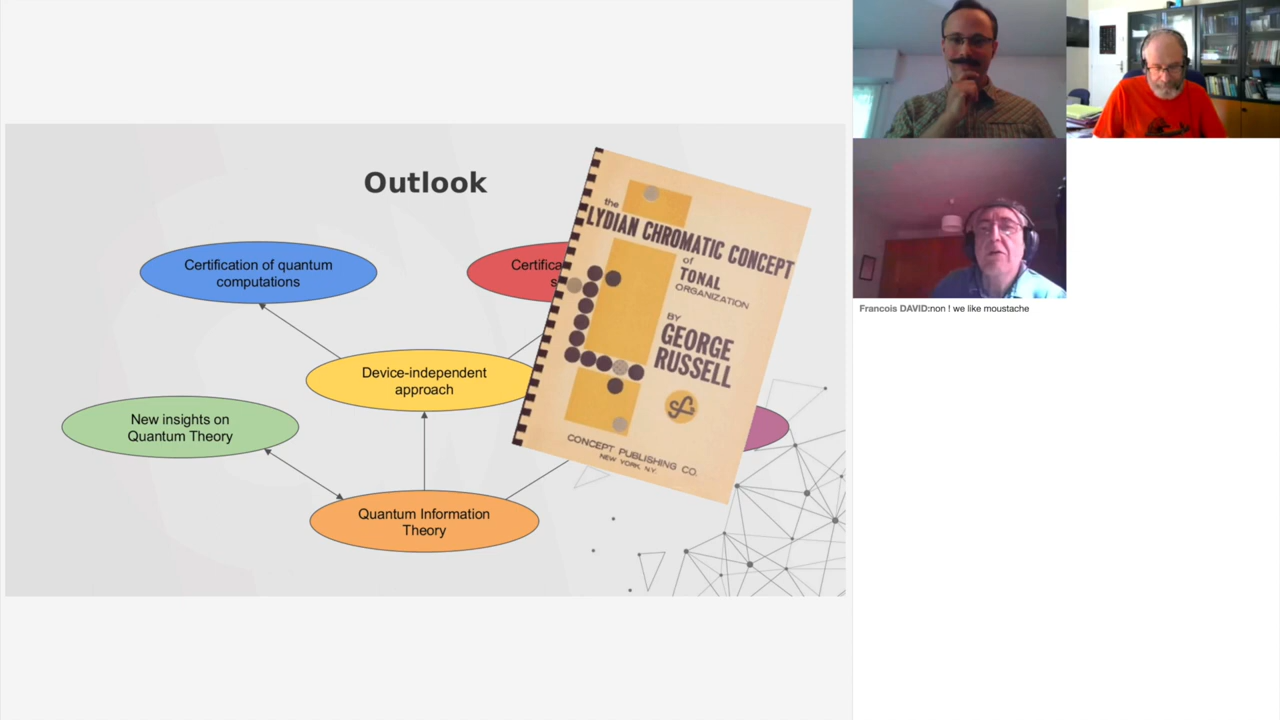 Outlook
Certification of quantum
computations
Certifica
s
Device-independent
approach
New insights on
Quantum Theory
Quantum Information
Theory
the
LYDIAN CHROMATIC CONCEPT
of
TONAL
ORGANIZATION
BY
GEORGE
RUSSELL
CONCEPT PUBLISHING CO.
NEW YORK, N.Y.
Francois DAVID:non ! we like moustache